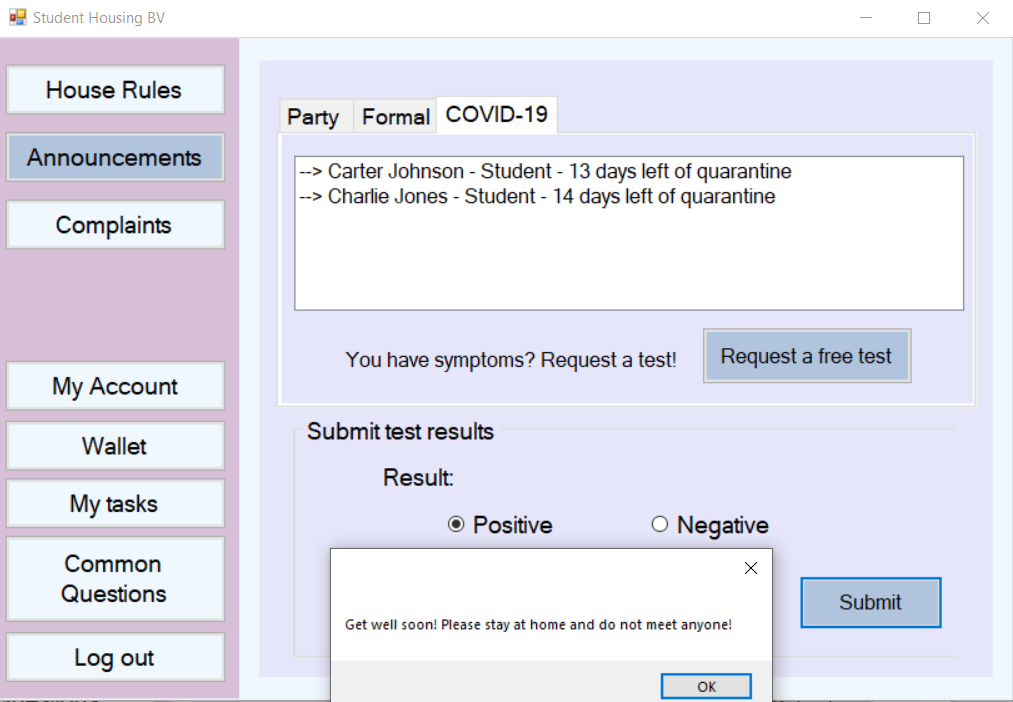 Student Housing BV
House Rules
Announcements
Complaints
My Account
Wallet
My tasks
Common
Questions
Log out
Party
Formal
COVID-19
--> Carter Johnson - Student - 13 days left of quarantine
--> Charlie Jones - Student - 14 days left of quarantine
You have symptoms? Request a test!
Request a free test
Submit test results
Result:
Positive
Negative
Submit
Get well soon! Please stay at home and do not meet anyone!
OK